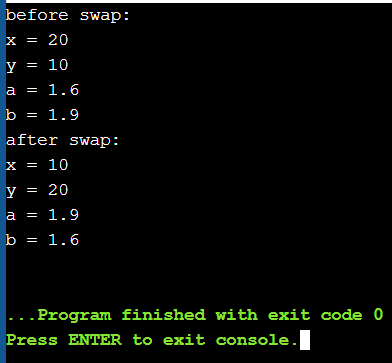 before swap:
x = 20
y = 10
a = 1.6
b = 1.9
after swap:
x = 10
y = 20
a = 1.9
b = 1.6
...Program finished with exit code 0
Press ENTER to exit console.